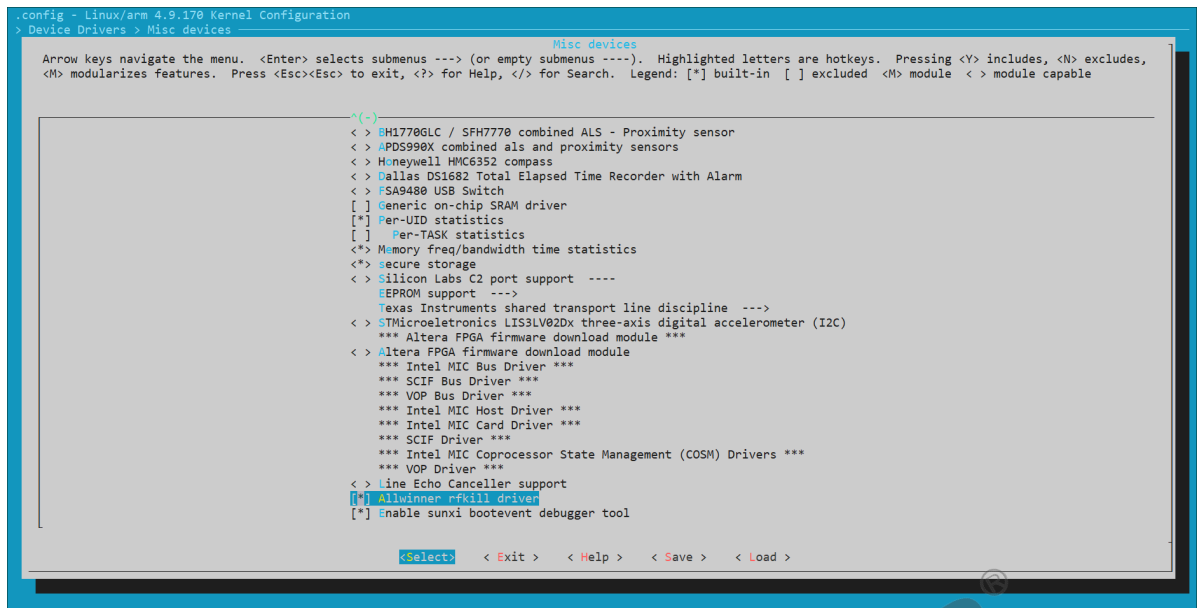 .config - Linux/arm 4.9.170 Kernel Configuration
> Device Drivers > Misc devices
Misc devices
Arrow keys navigate the menu.  <Enter> selects submenus ---> (or empty submenus ----).  Highlighted letters are hotkeys.  Pressing <Y> includes, <N> excludes,
<M> modularizes features.  Press <Esc><Esc> to exit, <?> for Help, </> for Search.  Legend: [*] built-in  [ ] excluded  <M> module  < > module capable
^(-)
< > BH1770GLC / SFH7770 combined ALS - Proximity sensor
< > APDS990X combined als and proximity sensors
< > Honeywell HMC6352 compass
< > Dallas DS1682 Total Elapsed Time Recorder with Alarm
< > FSA9480 USB Switch
[ ] Generic on-chip SRAM driver
[*] Per-UID statistics
[ ]   Per-TASK statistics
<*> Memory freq/bandwidth time statistics
<*> secure storage
< > Silicon Labs C2 port support  ----
EEPROM support  --->
Texas Instruments shared transport line discipline  --->
< > STMicroeletronics LIS3LV02Dx three-axis digital accelerometer (I2C)
*** Altera FPGA firmware download module ***
< > Altera FPGA firmware download module
*** Intel MIC Bus Driver ***
*** SCIF Bus Driver ***
*** VOP Bus Driver ***
*** Intel MIC Host Driver ***
*** Intel MIC Card Driver ***
*** SCIF Driver ***
*** Intel MIC Coprocessor State Management (COSM) Drivers ***
*** VOP Driver ***
< > Line Echo Canceller support
[*] Allwinner rfkill driver
[*] Enable sunxi bootevent debugger tool
<Select>    < Exit >    < Help >    < Save >    < Load >
®